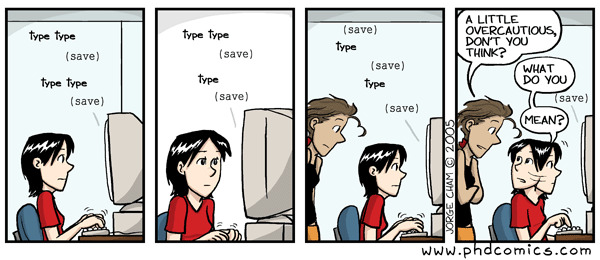 type type
(save)
type type
(save)
type type
(save)
type
(save)
(save)
type
(save)
type
(save)
A LITTLE
OVERCAUTIOUS,
DON'T YOU
THINK?
WHAT
DO YOU
(save)
MEAN?
JORGE CHAM © 2005
www.phdcomics.com